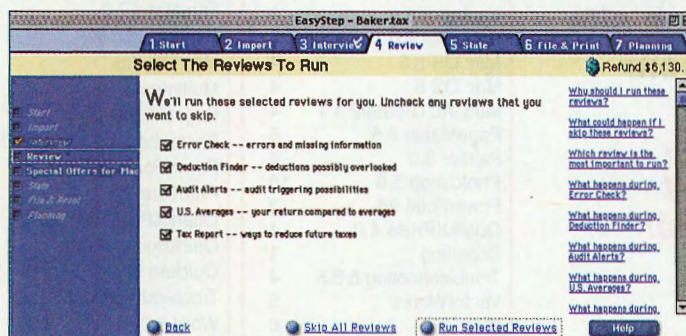 EasyStep - Baker.tax
1 Start 2 Import 3 Interview 4 Review 5 State 6 File & Print 7 Planning
Select The Reviews To Run
Refund $6,130.
Start
Import
Interview
Review
Special Offers for Mac
State
File & Print
Planning
We'll run these selected reviews for you. Uncheck any reviews that you
want to skip.
Error Check -- errors and missing information
Deduction Finder -- deductions possibly overlooked
Audit Alerts -- audit triggering possibilities
U.S. Averages -- your return compared to averages
Tax Report -- ways to reduce future taxes
Why should I run these
reviews?
What could happen if I
skip these reviews?
Which review is the
most important to run?
What happens during
Error Check?
What happens during
Deduction Finder?
What happens during
Audit Alerts?
What happens during
U.S. Averages?
What happens during
Back
Skip All Reviews
Run Selected Reviews
Help